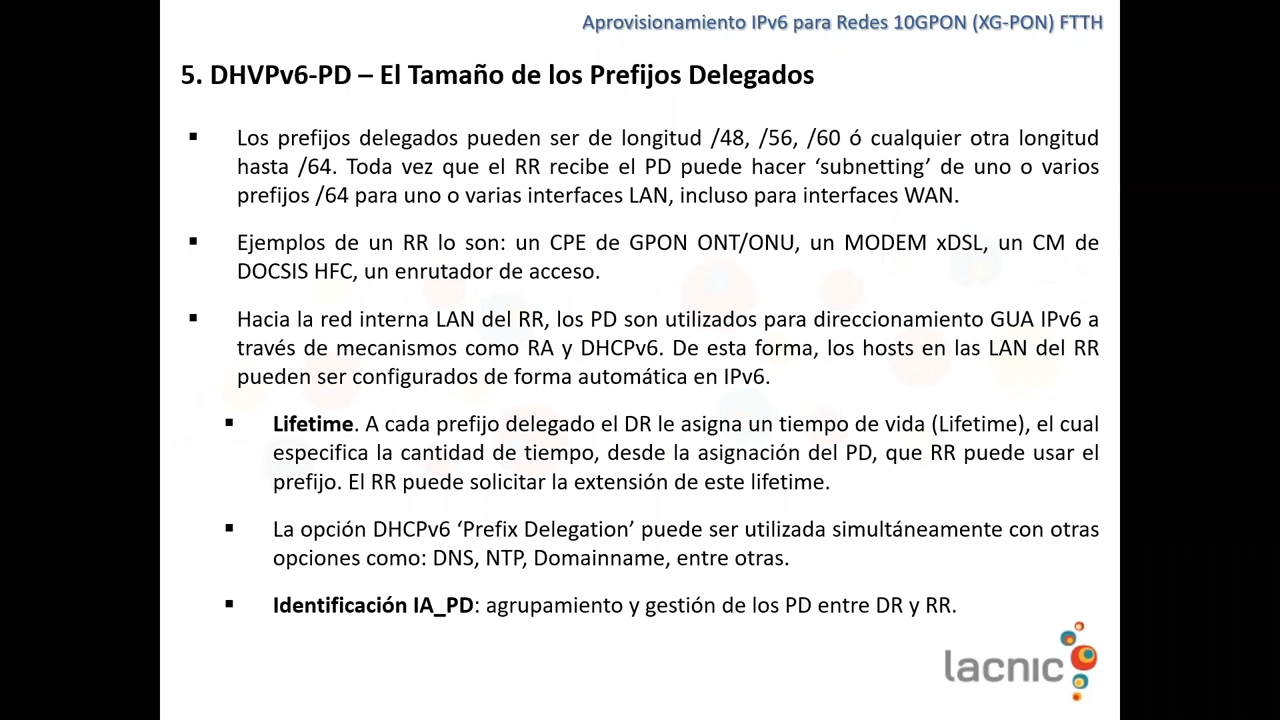 Aprovisionamiento IPv6 para Redes 10GPON (XG-PON) FTTH
5. DHVPv6-PD – El Tamaño de los Prefijos Delegados
▪ Los prefijos delegados pueden ser de longitud /48, /56, /60 ó cualquier otra longitud
hasta /64. Toda vez que el RR recibe el PD puede hacer ‘subnetting’ de uno o varios
prefijos /64 para uno o varias interfaces LAN, incluso para interfaces WAN.
▪ Ejemplos de un RR lo son: un CPE de GPON ONT/ONU, un MODEM xDSL, un CM de
DOCSIS HFC, un enrutador de acceso.
▪ Hacia la red interna LAN del RR, los PD son utilizados para direccionamiento GUA IPv6 a
través de mecanismos como RA y DHCPv6. De esta forma, los hosts en las LAN del RR
pueden ser configurados de forma automática en IPv6.
▪ Lifetime. A cada prefijo delegado el DR le asigna un tiempo de vida (Lifetime), el cual
especifica la cantidad de tiempo, desde la asignación del PD, que RR puede usar el
prefijo. El RR puede solicitar la extensión de este lifetime.
▪ La opción DHCPv6 ‘Prefix Delegation’ puede ser utilizada simultáneamente con otras
opciones como: DNS, NTP, Domainname, entre otras.
▪ Identificación IA_PD: agrupamiento y gestión de los PD entre DR y RR.
lacnic